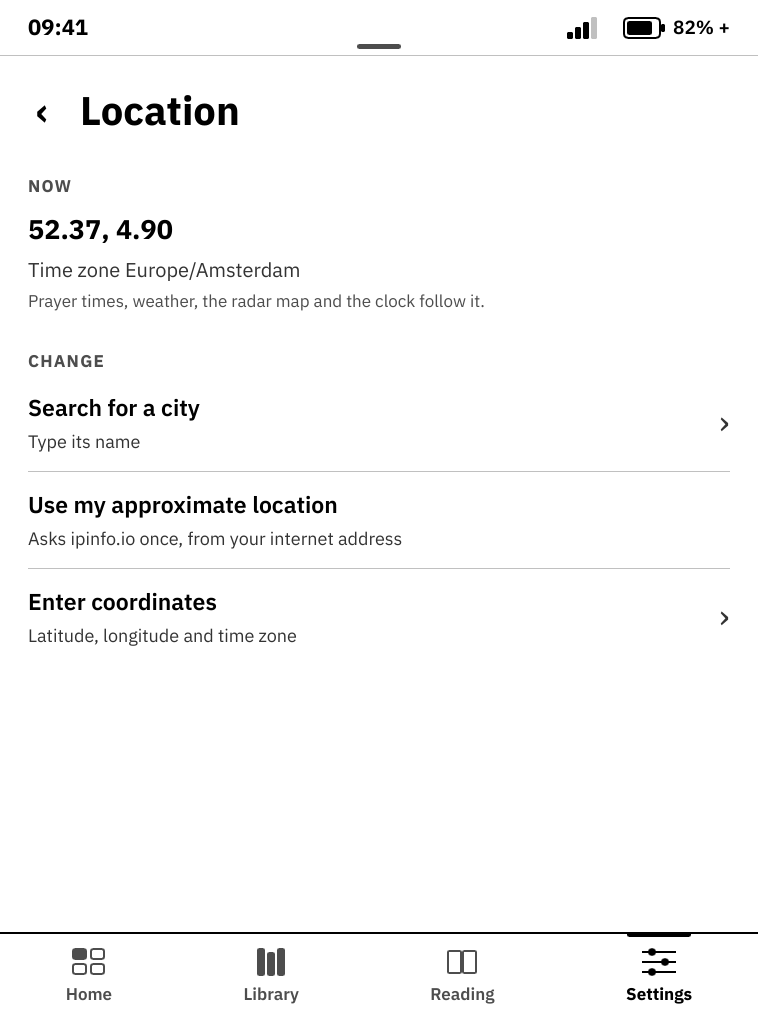 09:41
82% +
Location
NOW
52.37, 4.90
Time zone Europe/Amsterdam
Prayer times, weather, the radar map and the clock follow it.
CHANGE
Search for a city
Type its name
Use my approximate location
Asks ipinfo.io once, from your internet address
Enter coordinates
Latitude, longitude and time zone
Home
Library
Reading
Settings